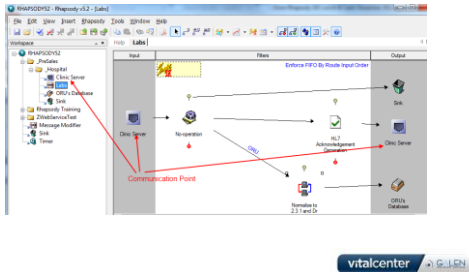 RHAPSODY52 - Rhapsody v5.2 - [Labs]
File Edit View Insert Rhapsody Tools Window Help
Workspace
Help Labs
Input Filters Output
RHAPSODY52
_PreSales
_Hospital
Clinic Server
Labs
ORU's Database
Sink
Rhapsody Training
ZWebServiceTest
Message Modifier
Sink
Timer
Enforce FIFO By Route Input Order
Sink
Clinic Server
No-operation
HL7
Acknowledgement
Generation
Clinic Server
ORU
Communication Point
Normalise to
2.3.1 and Dr
ORU's
Database
vitalcenter